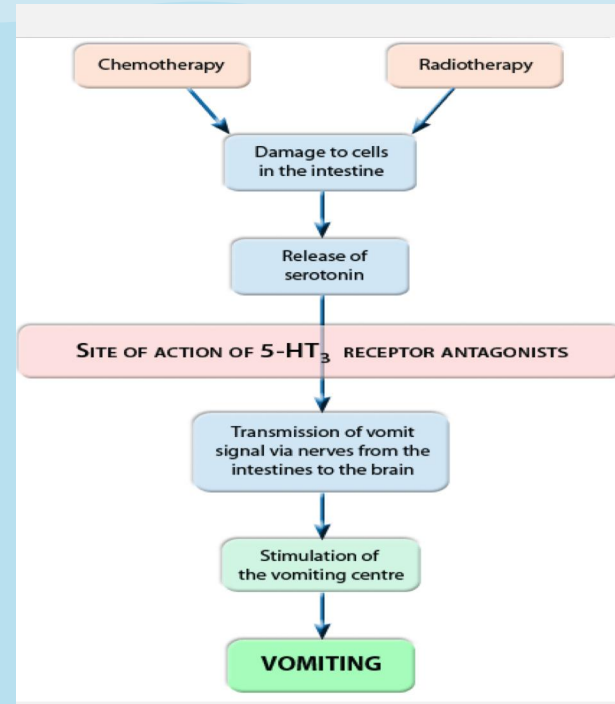 Chemotherapy
Radiotherapy
Damage to cells
in the intestine
Release of
serotonin
SITE OF ACTION OF 5-HT3 RECEPTOR ANTAGONISTS
Transmission of vomit
signal via nerves from the
intestines to the brain
Stimulation of
the vomiting centre
VOMITING